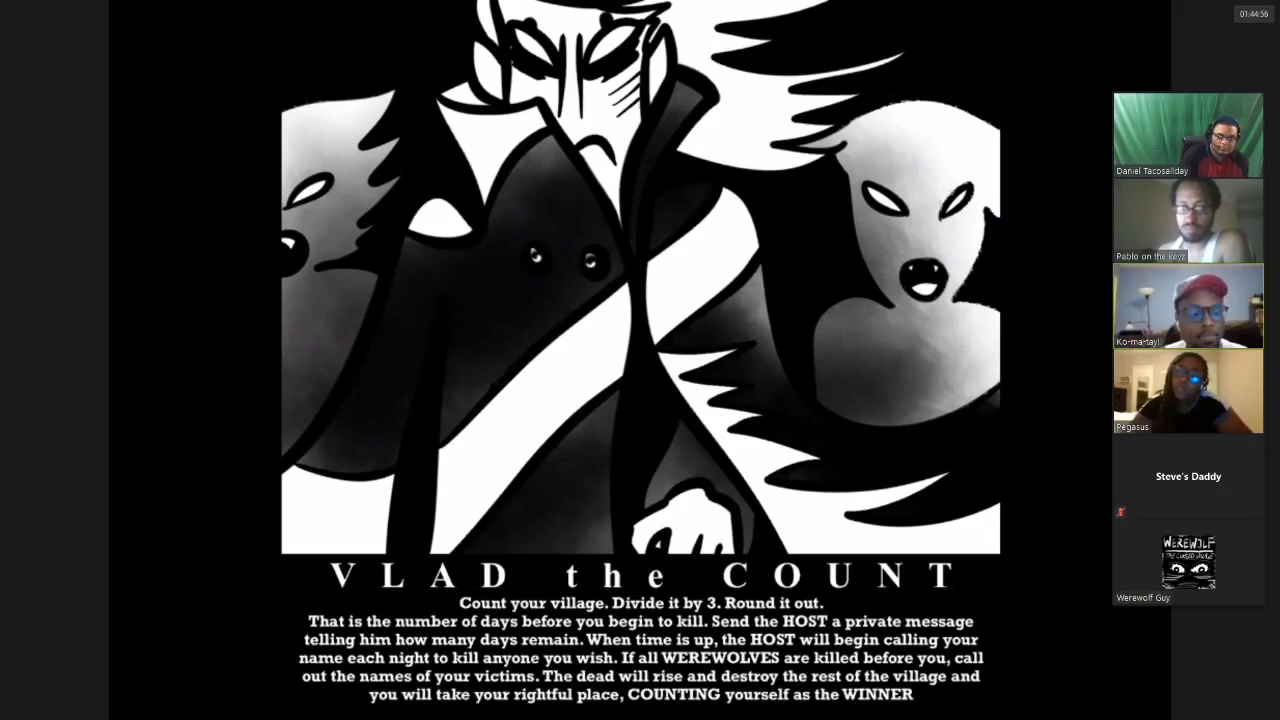 01:44:56
Daniel Tacosallday
Pablo on the keyz
Ko-ma-tay!
Pegasus
Steve's Daddy
WEREWOLF
Werewolf Guy
VLAD the COUNT
Count your village. Divide it by 3. Round it out.
That is the number of days before you begin to kill. Send the HOST a private message
telling him how many days remain. When time is up, the HOST will begin calling your
name each night to kill anyone you wish. If all WEREWOLVES are killed before you, call
out the names of your victims. The dead will rise and destroy the rest of the village and
you will take your rightful place, COUNTING yourself as the WINNER